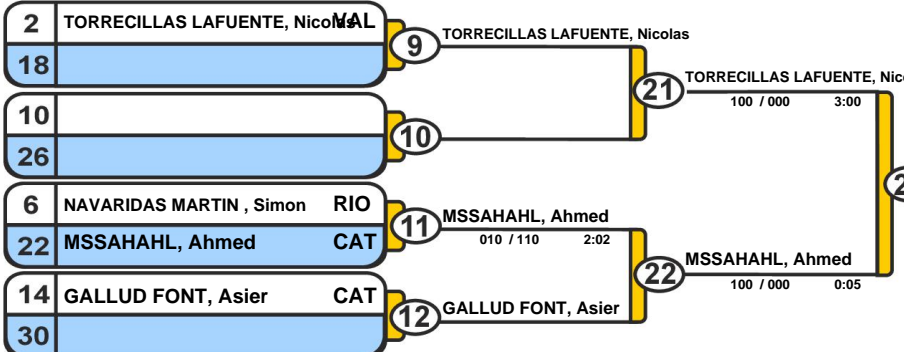 2 TORRECILLAS LAFUENTE, Nicolas VAL
18
9 TORRECILLAS LAFUENTE, Nicolas
10
26
10
21 TORRECILLAS LAFUENTE,
100 / 000 3:00
6 NAVARIDAS MARTIN , Simon RIO
22 MSSAHAHL, Ahmed CAT
11 MSSAHAHL, Ahmed
010 / 110 2:02
14 GALLUD FONT, Asier CAT
30
12 GALLUD FONT, Asier
22 MSSAHAHL, Ahmed
100 / 000 0:05